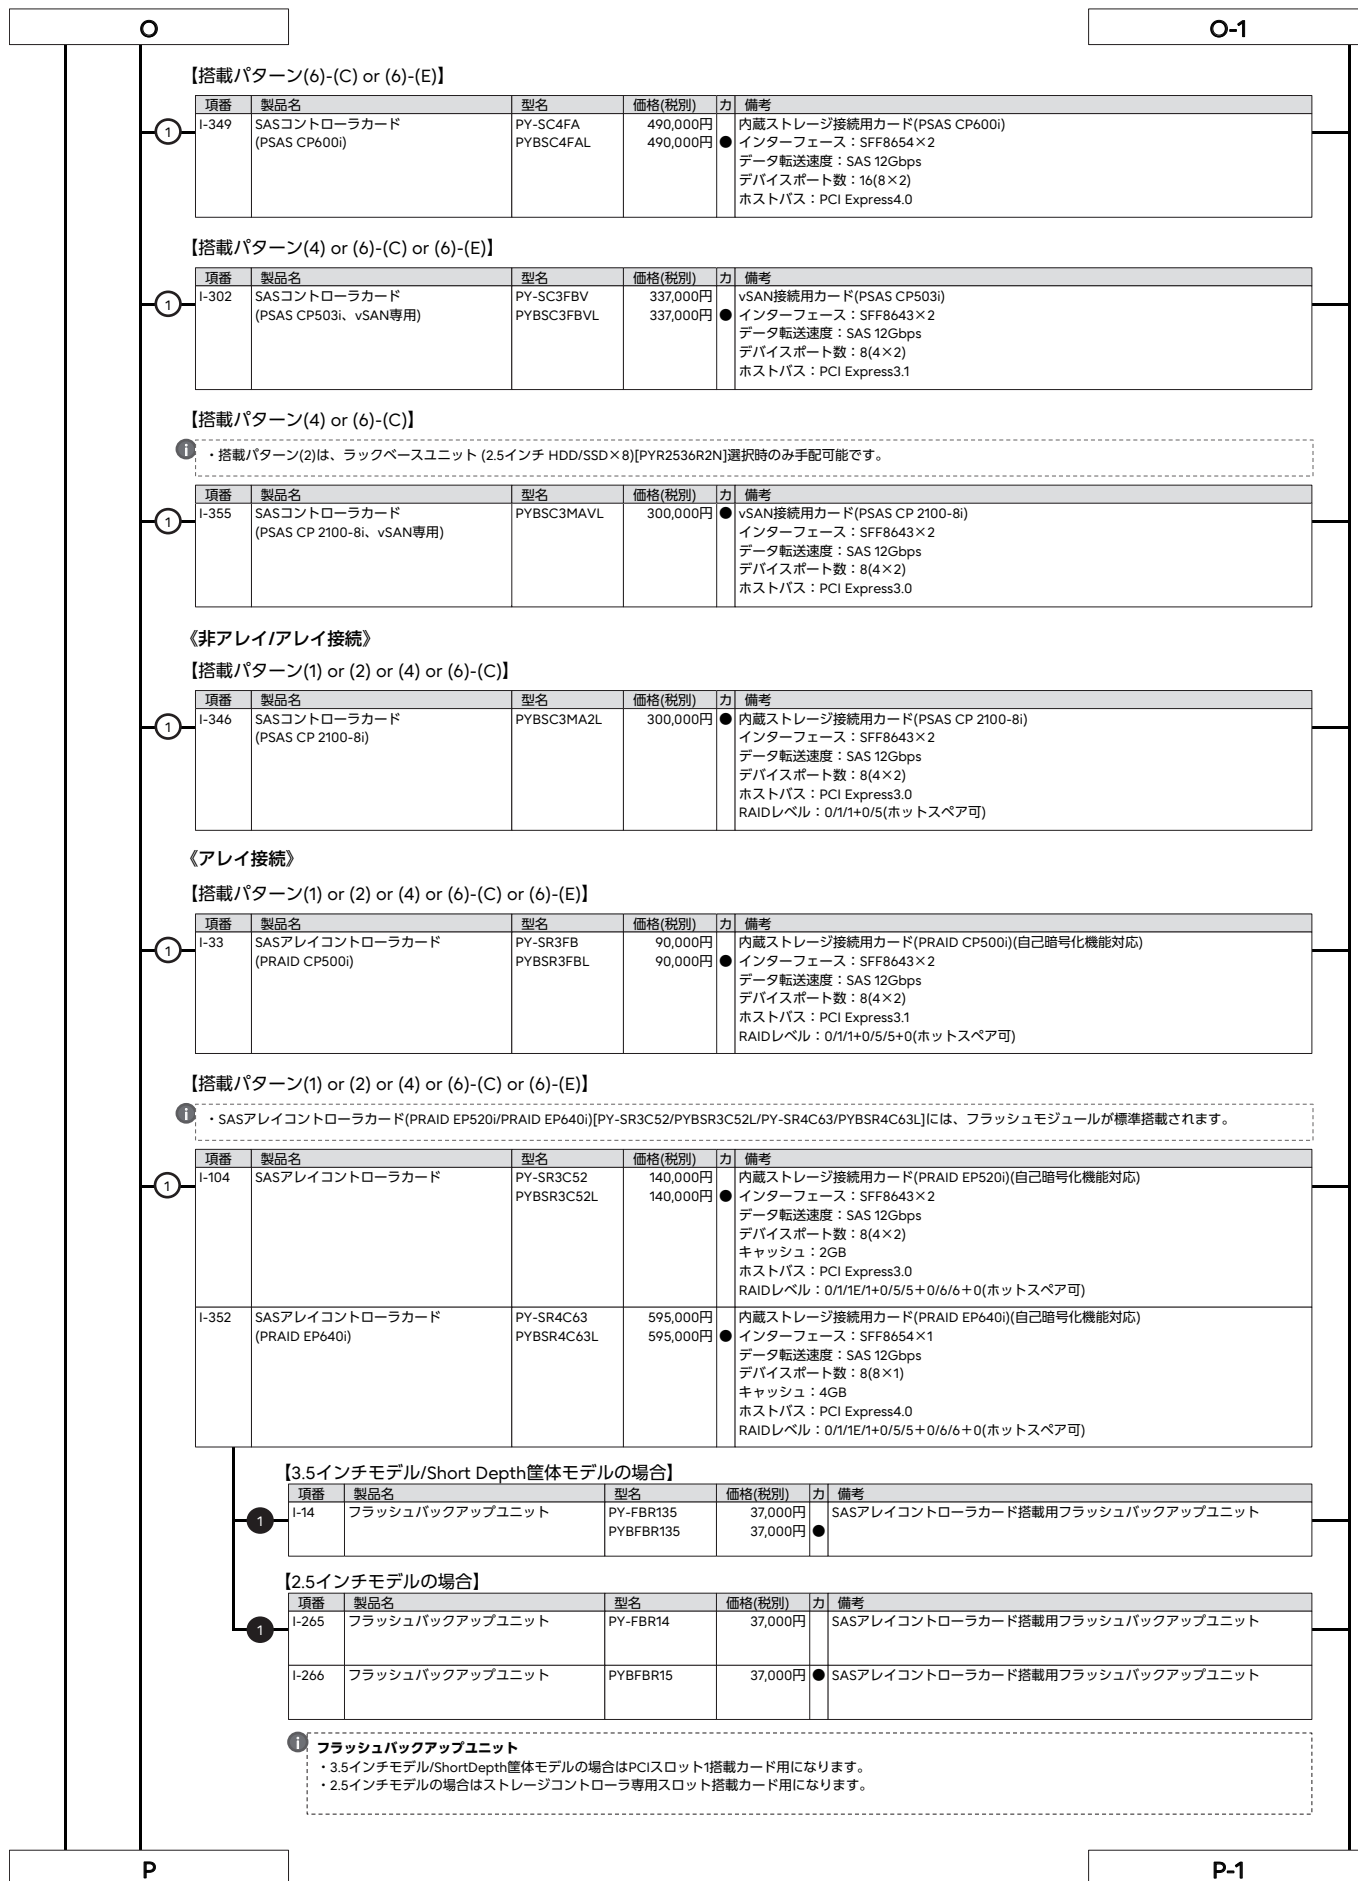 O
O-1
【搭載パターン(6)-(C) or (6)-(E)】
項番 製品名 型名 価格(税別) カ 備考
1 I-349 SASコントローラカード PY-SC4FA 490,000円 内蔵ストレージ接続用カード(PSAS CP600i)
(PSAS CP600i) PYBSC4FAL 490,000円 ● インターフェース：SFF8654×2
データ転送速度：SAS 12Gbps
デバイスポート数：16(8×2)
ホストバス：PCI Express4.0
【搭載パターン(4) or (6)-(C) or (6)-(E)】
項番 製品名 型名 価格(税別) カ 備考
1 I-302 SASコントローラカード PY-SC3FBV 337,000円 vSAN接続用カード(PSAS CP503i)
(PSAS CP503i、vSAN専用) PYBSC3FBVL 337,000円 ● インターフェース：SFF8643×2
データ転送速度：SAS 12Gbps
デバイスポート数：8(4×2)
ホストバス：PCI Express3.1
【搭載パターン(4) or (6)-(C)】
i ・搭載パターン(2)は、ラックベースユニット (2.5インチ HDD/SSD×8)[PYR2536R2N]選択時のみ手配可能です。
項番 製品名 型名 価格(税別) カ 備考
1 I-355 SASコントローラカード PYBSC3MAVL 300,000円 ● vSAN接続用カード(PSAS CP 2100-8i)
(PSAS CP 2100-8i、vSAN専用) インターフェース：SFF8643×2
データ転送速度：SAS 12Gbps
デバイスポート数：8(4×2)
ホストバス：PCI Express3.0
《非アレイ/アレイ接続》
【搭載パターン(1) or (2) or (4) or (6)-(C)】
項番 製品名 型名 価格(税別) カ 備考
1 I-346 SASコントローラカード PYBSC3MA2L 300,000円 ● 内蔵ストレージ接続用カード(PSAS CP 2100-8i)
(PSAS CP 2100-8i) インターフェース：SFF8643×2
データ転送速度：SAS 12Gbps
デバイスポート数：8(4×2)
ホストバス：PCI Express3.0
RAIDレベル：0/1/1+0/5(ホットスペア可)
《アレイ接続》
【搭載パターン(1) or (2) or (4) or (6)-(C) or (6)-(E)】
項番 製品名 型名 価格(税別) カ 備考
1 I-33 SASアレイコントローラカード PY-SR3FB 90,000円 内蔵ストレージ接続用カード(PRAID CP500i)(自己暗号化機能対応)
(PRAID CP500i) PYBSR3FBL 90,000円 ● インターフェース：SFF8643×2
データ転送速度：SAS 12Gbps
デバイスポート数：8(4×2)
ホストバス：PCI Express3.1
RAIDレベル：0/1/1+0/5/5+0(ホットスペア可)
【搭載パターン(1) or (2) or (4) or (6)-(C) or (6)-(E)】
i ・SASアレイコントローラカード(PRAID EP520i/PRAID EP640i)[PY-SR3C52/PYBSR3C52L/PY-SR4C63/PYBSR4C63L]には、フラッシュモジュールが標準搭載されます。
項番 製品名 型名 価格(税別) カ 備考
1 I-104 SASアレイコントローラカード PY-SR3C52 140,000円 内蔵ストレージ接続用カード(PRAID EP520i)(自己暗号化機能対応)
PYBSR3C52L 140,000円 ● インターフェース：SFF8643×2
データ転送速度：SAS 12Gbps
デバイスポート数：8(4×2)
キャッシュ：2GB
ホストバス：PCI Express3.0
RAIDレベル：0/1/1E/1+0/5/5＋0/6/6＋0(ホットスペア可)
I-352 SASアレイコントローラカード PY-SR4C63 595,000円 内蔵ストレージ接続用カード(PRAID EP640i)(自己暗号化機能対応)
(PRAID EP640i) PYBSR4C63L 595,000円 ● インターフェース：SFF8654×1
データ転送速度：SAS 12Gbps
デバイスポート数：8(8×1)
キャッシュ：4GB
ホストバス：PCI Express4.0
RAIDレベル：0/1/1E/1+0/5/5＋0/6/6＋0(ホットスペア可)
【3.5インチモデル/Short Depth筐体モデルの場合】
項番 製品名 型名 価格(税別) カ 備考
1 I-14 フラッシュバックアップユニット PY-FBR135 37,000円 SASアレイコントローラカード搭載用フラッシュバックアップユニット
PYBFBR135 37,000円 ●
【2.5インチモデルの場合】
項番 製品名 型名 価格(税別) カ 備考
1 I-265 フラッシュバックアップユニット PY-FBR14 37,000円 SASアレイコントローラカード搭載用フラッシュバックアップユニット
I-266 フラッシュバックアップユニット PYBFBR15 37,000円 ● SASアレイコントローラカード搭載用フラッシュバックアップユニット
i フラッシュバックアップユニット
・3.5インチモデル/ShortDepth筐体モデルの場合はPCIスロット1搭載カード用になります。
・2.5インチモデルの場合はストレージコントローラ専用スロット搭載カード用になります。
P
P-1